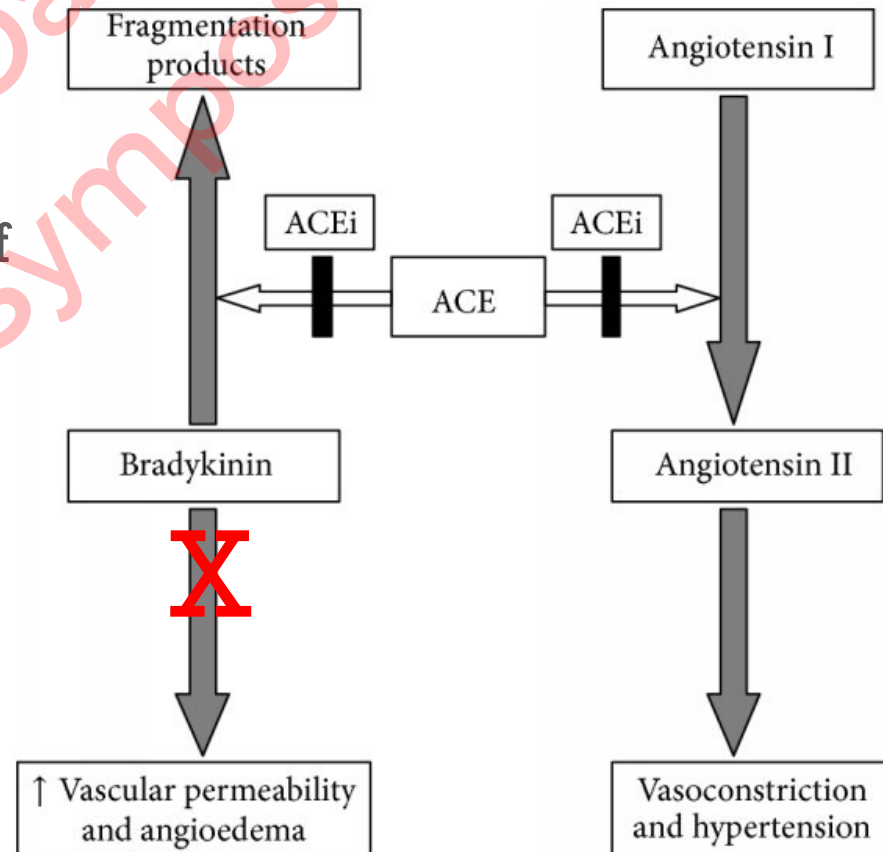 Fragmentation
products
Angiotensin I
ACEi
ACEi
ACE
Bradykinin
Angiotensin II
X
↑ Vascular permeability
and angioedema
Vasoconstriction
and hypertension